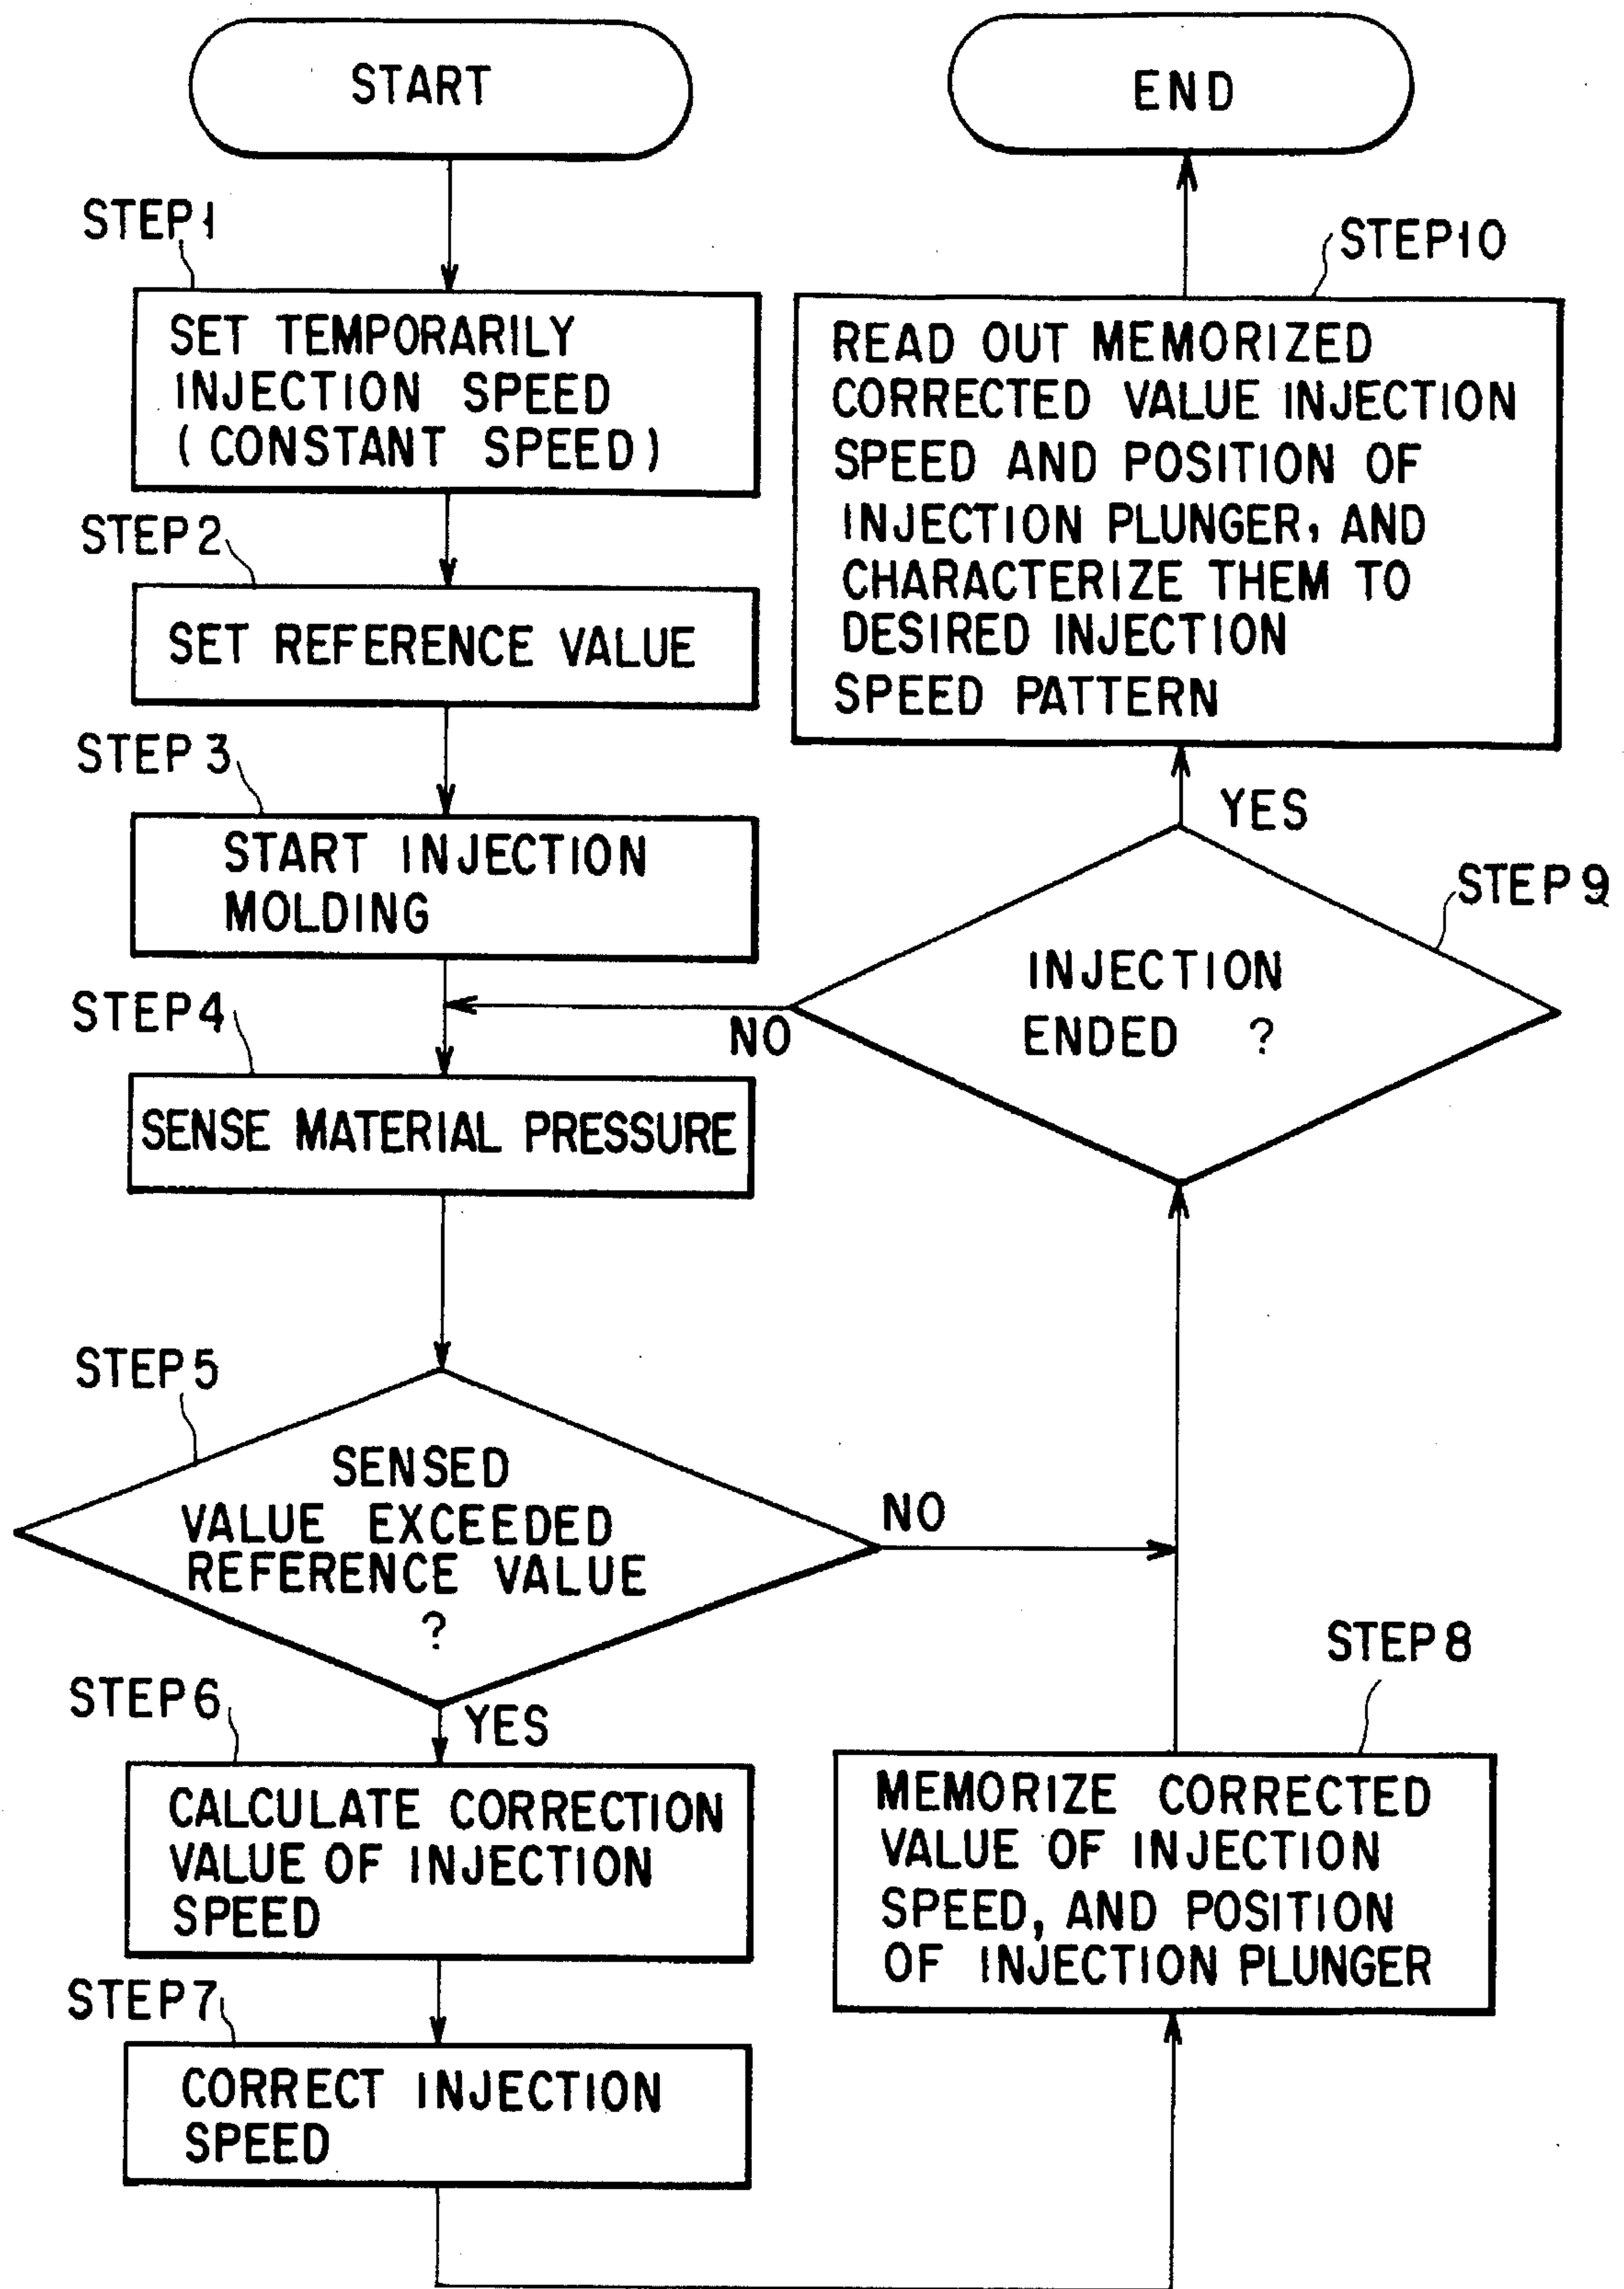 START
STEP1
SET TEMPORARILY
INJECTION SPEED
(CONSTANT SPEED)
STEP2
SET REFERENCE VALUE
STEP3
START INJECTION
MOLDING
STEP4
SENSE MATERIAL PRESSURE
STEP5
SENSED
VALUE EXCEEDED
REFERENCE VALUE
?
NO
YES
STEP6
CALCULATE CORRECTION
VALUE OF INJECTION
SPEED
STEP7
CORRECT INJECTION
SPEED
STEP8
MEMORIZE CORRECTED
VALUE OF INJECTION
SPEED, AND POSITION
OF INJECTION PLUNGER
STEP9
INJECTION
ENDED ?
NO
YES
STEP10
READ OUT MEMORIZED
CORRECTED VALUE INJECTION
SPEED AND POSITION OF
INJECTION PLUNGER, AND
CHARACTERIZE THEM TO
DESIRED INJECTION
SPEED PATTERN
END